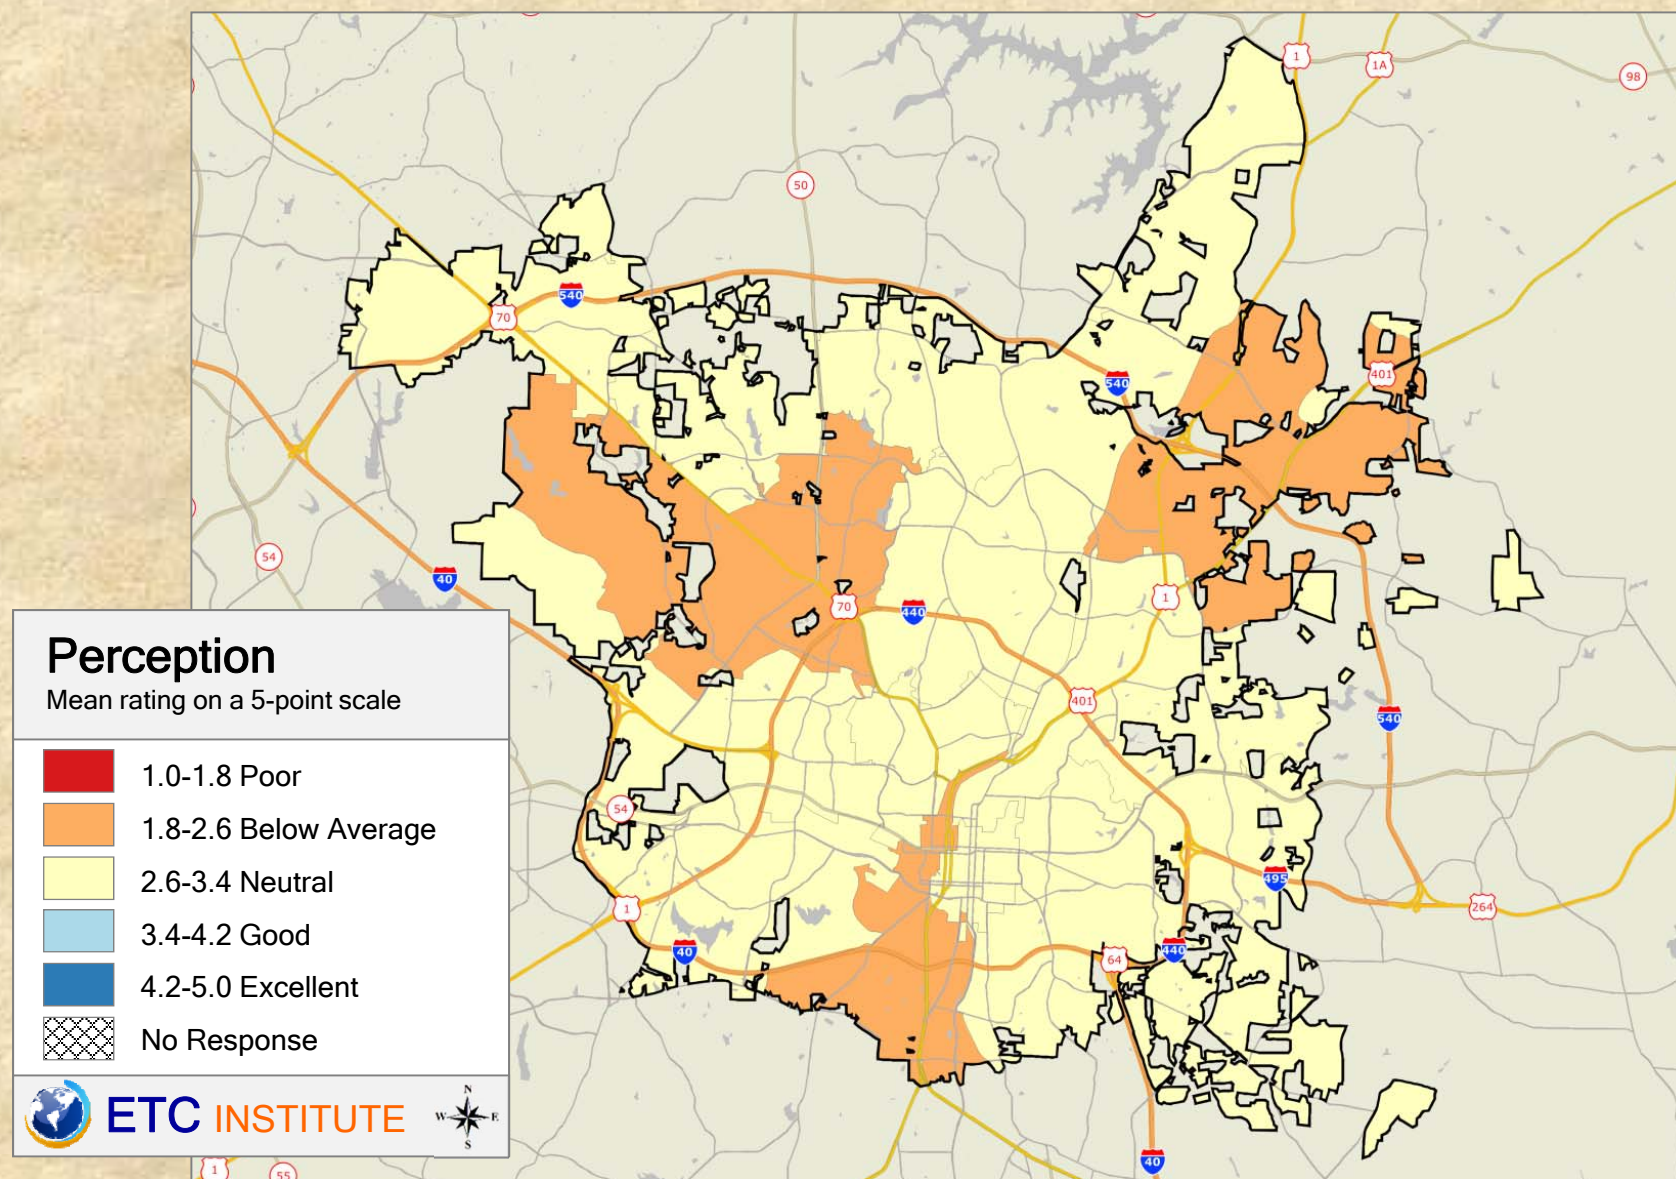 1
1A
98
50
540
70
401
540
54
40
70
440
1
401
540
54
495
1
264
40
64
440
40
1
55
Perception
Mean rating on a 5-point scale
1.0-1.8 Poor
1.8-2.6 Below Average
2.6-3.4 Neutral
3.4-4.2 Good
4.2-5.0 Excellent
No Response
ETC INSTITUTE
N
W E
S